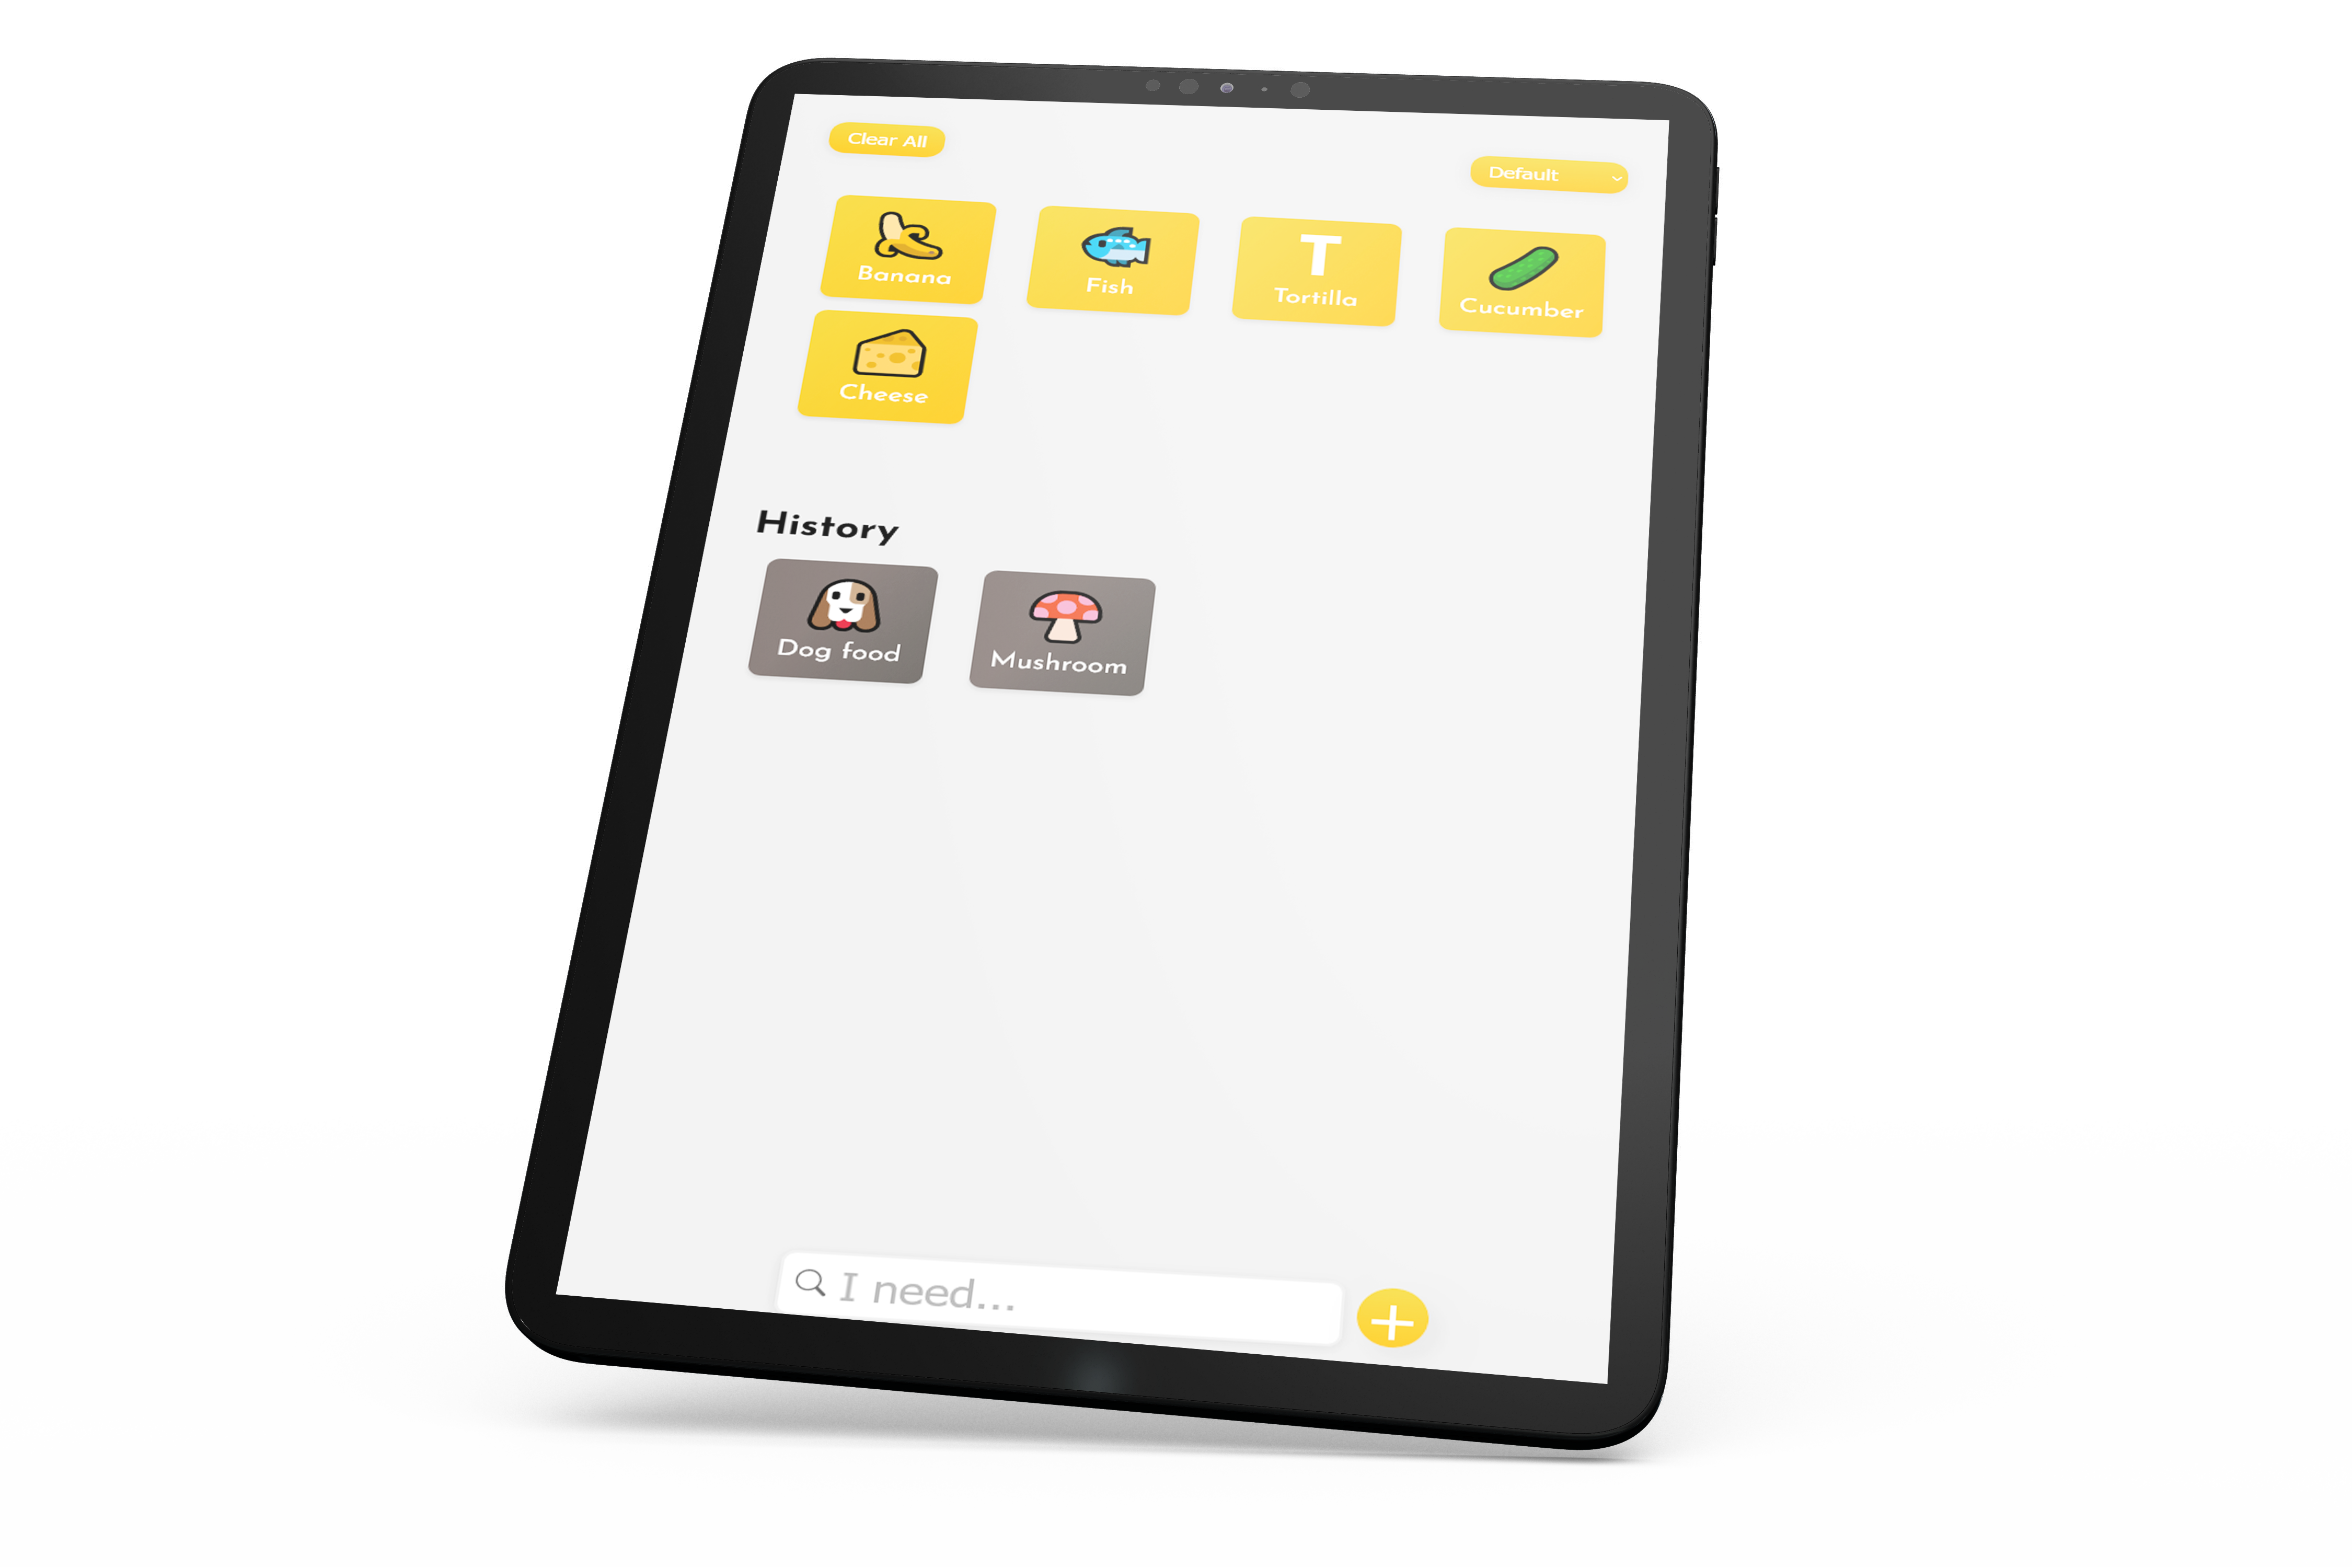 Clear All
Default
Banana
Fish
T
Tortilla
Cucumber
Cheese
History
Dog food
Mushroom
I need...